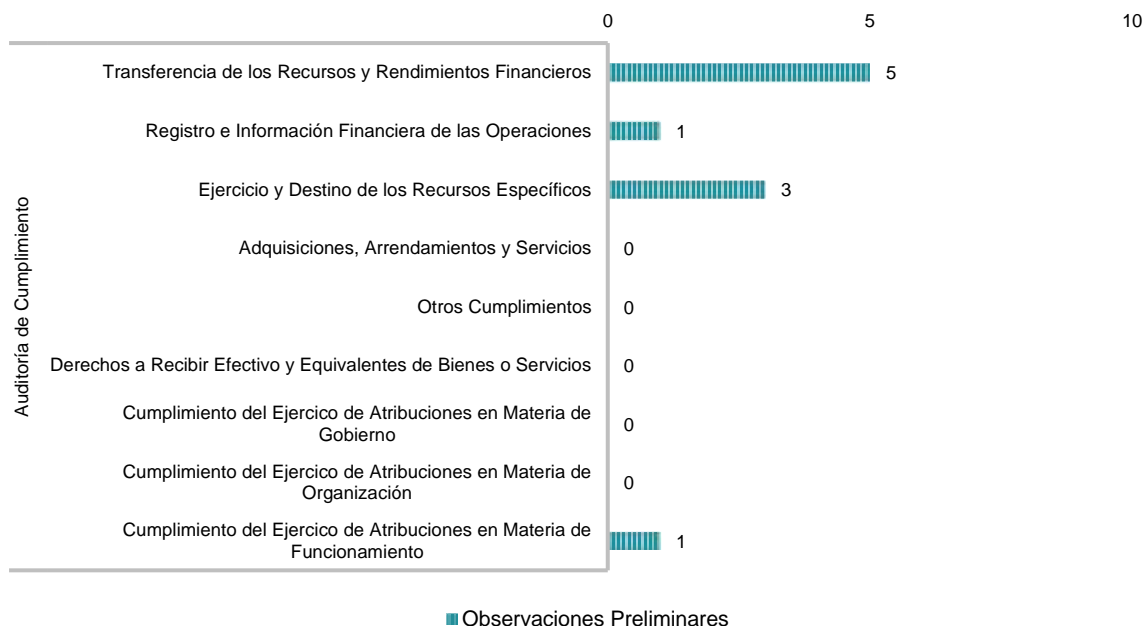 0 5 10
Transferencia de los Recursos y Rendimientos Financieros 5
Registro e Información Financiera de las Operaciones 1
Ejercicio y Destino de los Recursos Específicos 3
Adquisiciones, Arrendamientos y Servicios 0
Otros Cumplimientos 0
Derechos a Recibir Efectivo y Equivalentes de Bienes o Servicios 0
Cumplimiento del Ejercico de Atribuciones en Materia de
Gobierno 0
Cumplimiento del Ejercico de Atribuciones en Materia de
Organización 0
Cumplimiento del Ejercico de Atribuciones en Materia de
Funcionamiento 1
Auditoría de Cumplimiento
Observaciones Preliminares